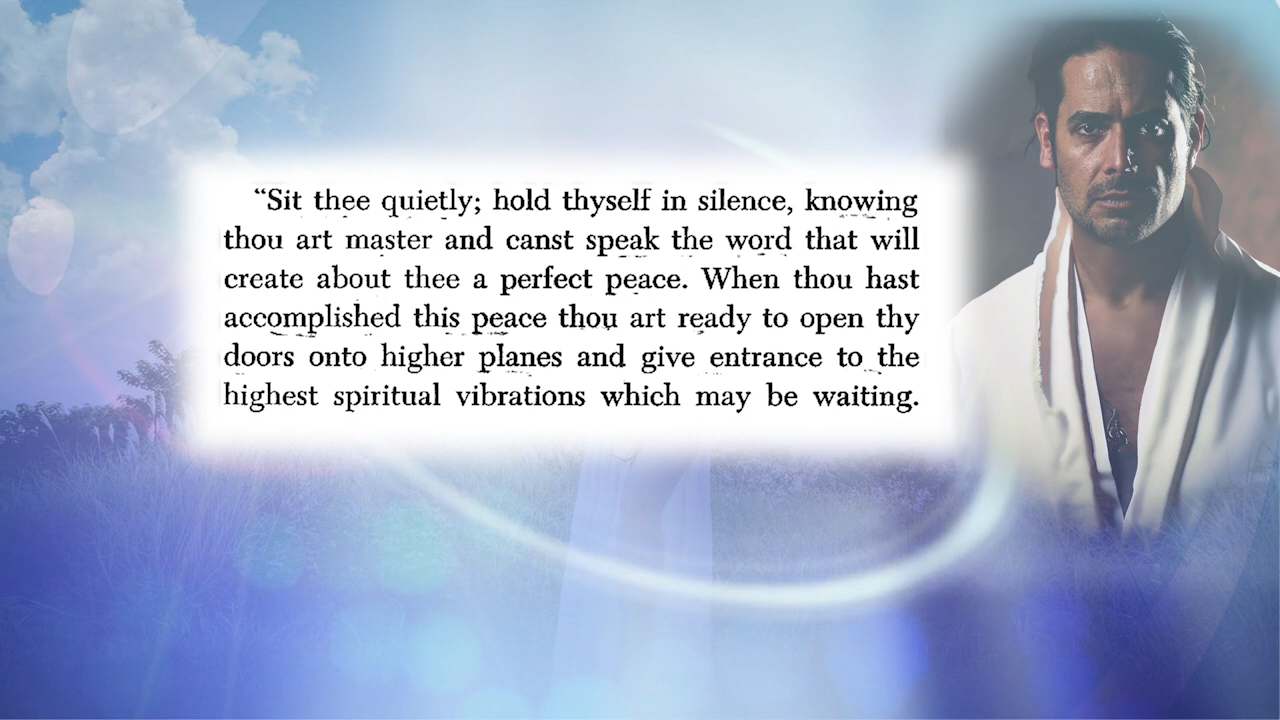 “Sit thee quietly; hold thyself in silence, knowing
thou art master and canst speak the word that will
create about thee a perfect peace. When thou hast
accomplished this peace thou art ready to open thy
doors onto higher planes and give entrance to the
highest spiritual vibrations which may be waiting.